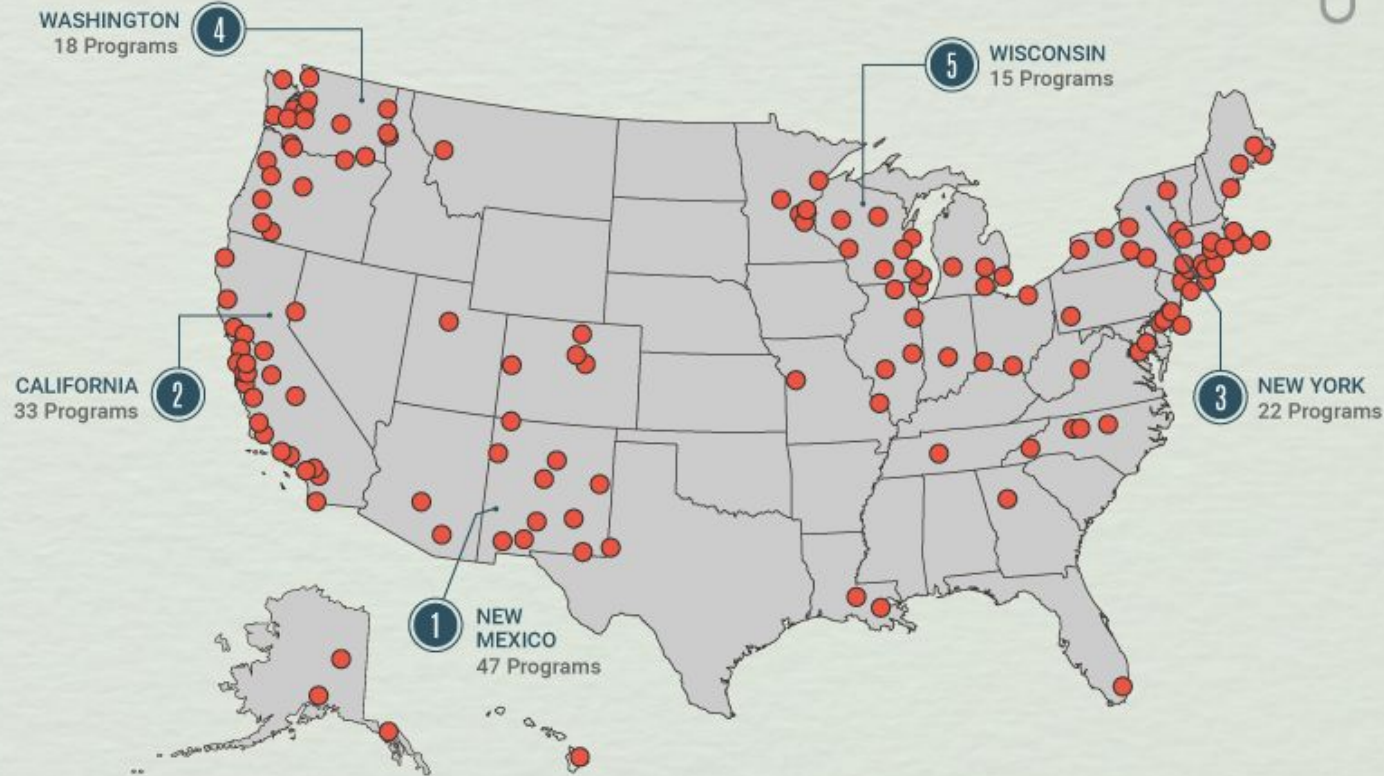 WASHINGTON
18 Programs
4
5
WISCONSIN
15 Programs
CALIFORNIA
33 Programs
2
3
NEW YORK
22 Programs
1
NEW
MEXICO
47 Programs